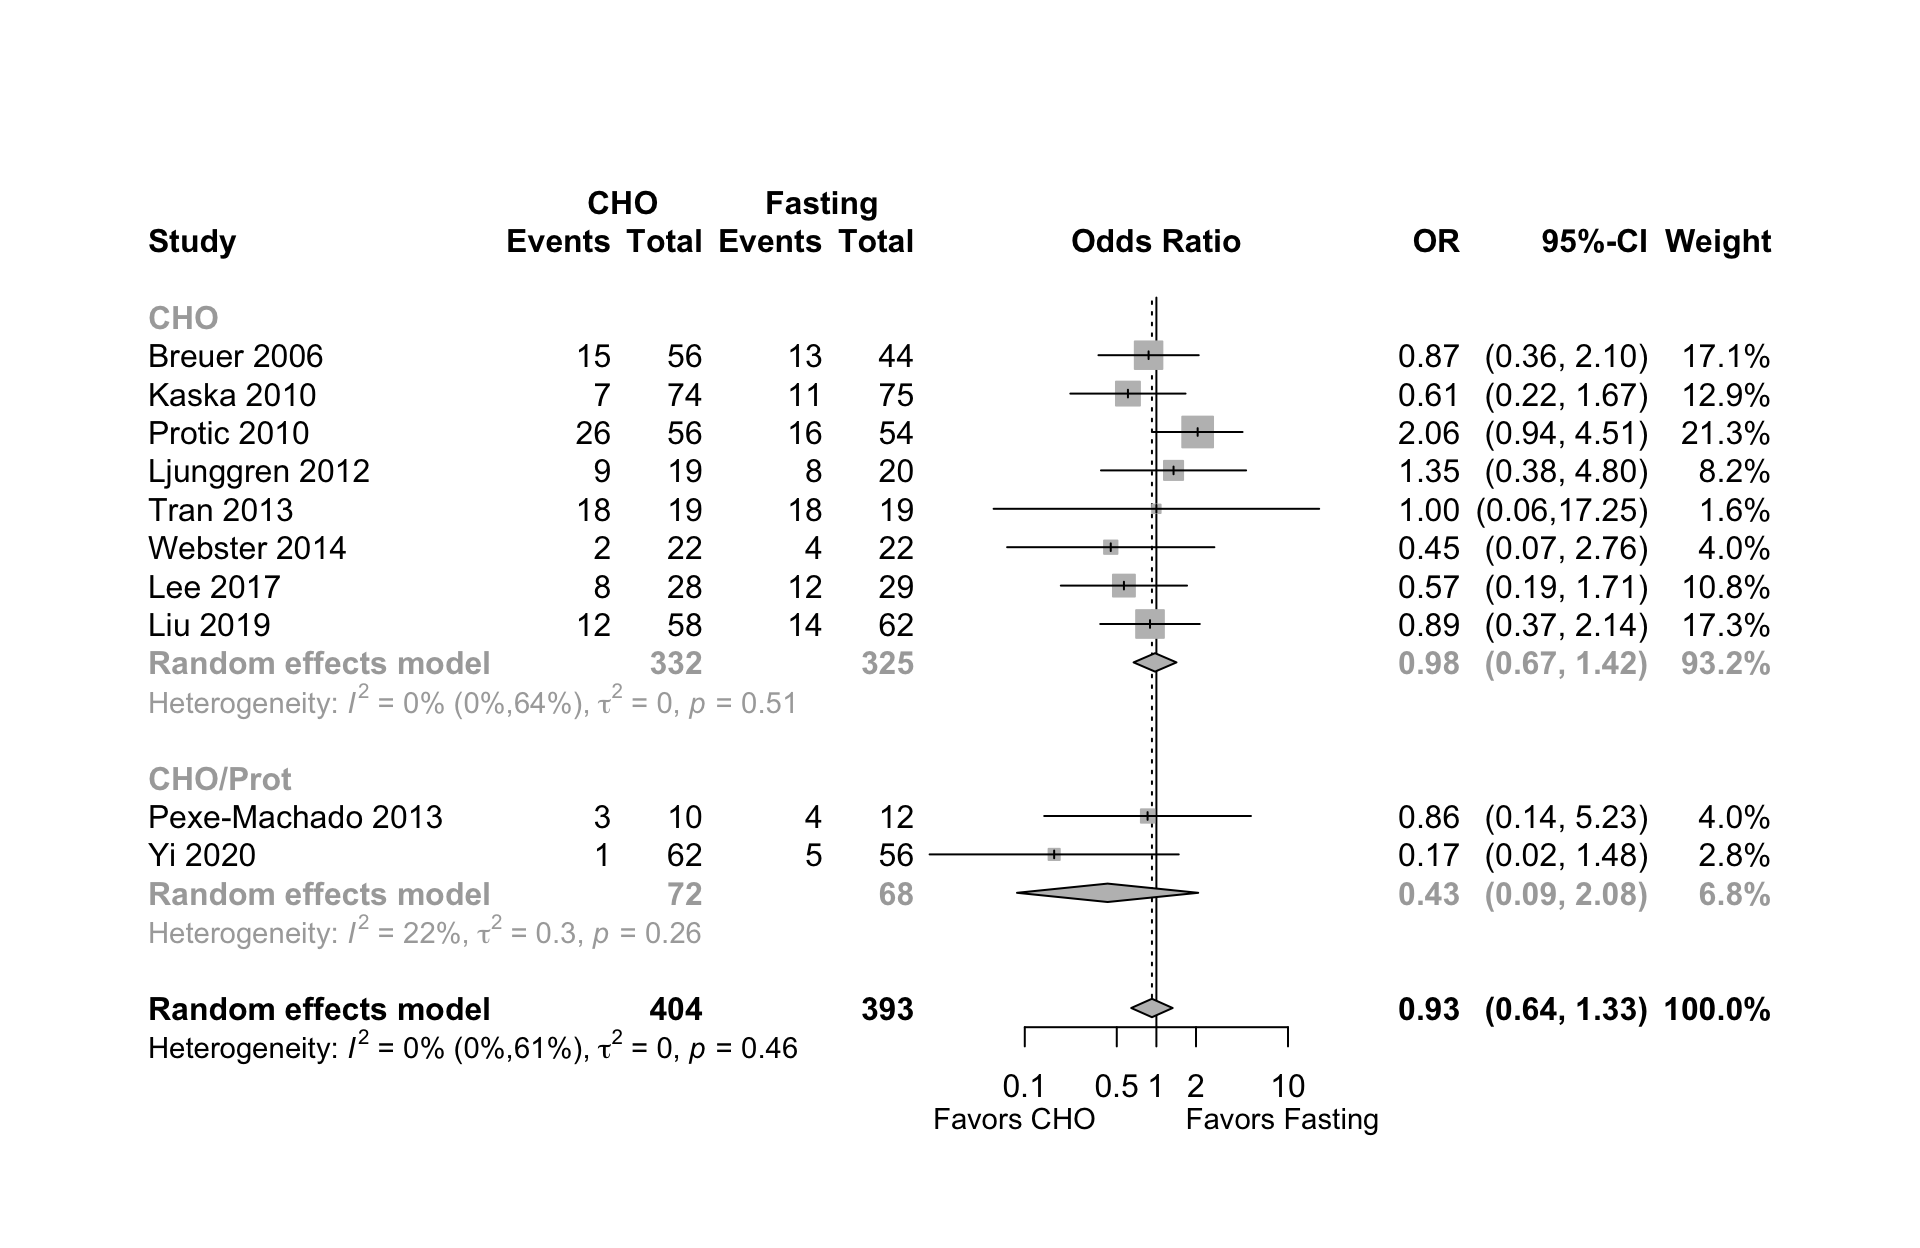 CHO Fasting
Study Events Total Events Total Odds Ratio OR 95%-CI Weight
CHO
Breuer 2006 15 56 13 44 0.87 (0.36, 2.10) 17.1%
Kaska 2010 7 74 11 75 0.61 (0.22, 1.67) 12.9%
Protic 2010 26 56 16 54 2.06 (0.94, 4.51) 21.3%
Ljunggren 2012 9 19 8 20 1.35 (0.38, 4.80) 8.2%
Tran 2013 18 19 18 19 1.00 (0.06,17.25) 1.6%
Webster 2014 2 22 4 22 0.45 (0.07, 2.76) 4.0%
Lee 2017 8 28 12 29 0.57 (0.19, 1.71) 10.8%
Liu 2019 12 58 14 62 0.89 (0.37, 2.14) 17.3%
Random effects model 332 325 0.98 (0.67, 1.42) 93.2%
Heterogeneity: I² = 0% (0%,64%), τ² = 0, p = 0.51
CHO/Prot
Pexe-Machado 2013 3 10 4 12 0.86 (0.14, 5.23) 4.0%
Yi 2020 1 62 5 56 0.17 (0.02, 1.48) 2.8%
Random effects model 72 68 0.43 (0.09, 2.08) 6.8%
Heterogeneity: I² = 22%, τ² = 0.3, p = 0.26
Random effects model 404 393 0.93 (0.64, 1.33) 100.0%
Heterogeneity: I² = 0% (0%,61%), τ² = 0, p = 0.46
0.1 0.5 1 2 10
Favors CHO Favors Fasting